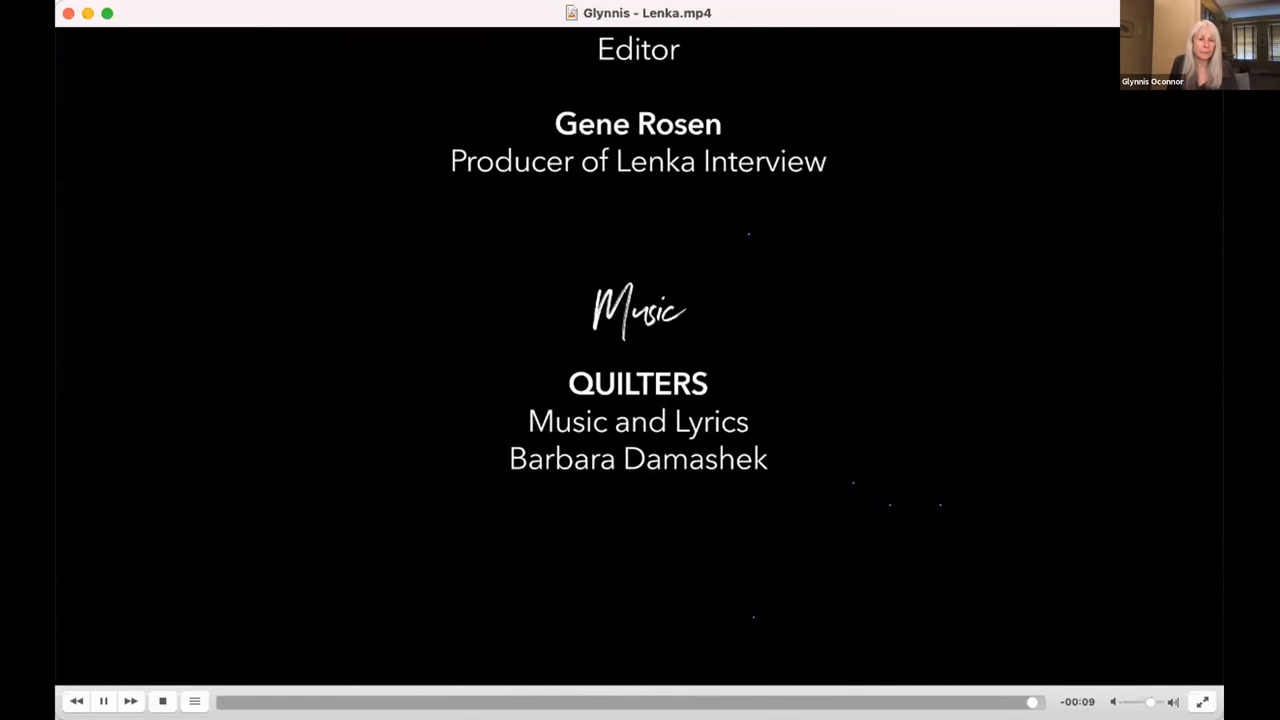 Glynnis - Lenka.mp4
Editor
Glynnis Oconnor
Gene Rosen
Producer of Lenka Interview
Music
QUILTERS
Music and Lyrics
Barbara Damashek
-00:09